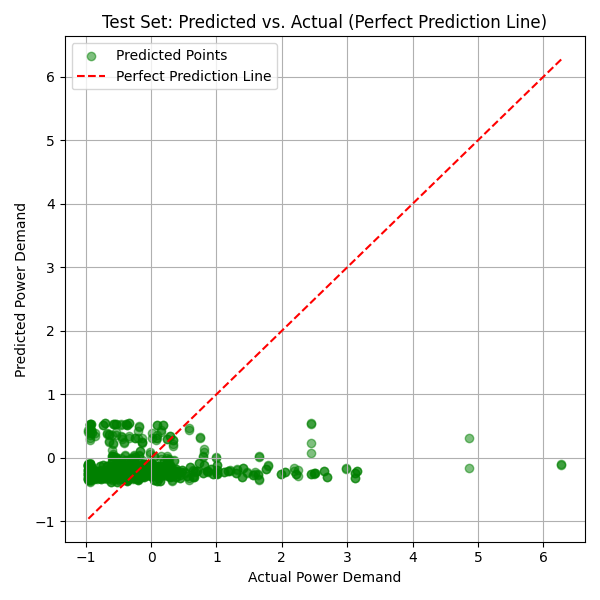 Test Set: Predicted vs. Actual (Perfect Prediction Line)
Predicted Points
Perfect Prediction Line
6
5
4
3
2
1
0
−1
Predicted Power Demand
−1 0 1 2 3 4 5 6
Actual Power Demand